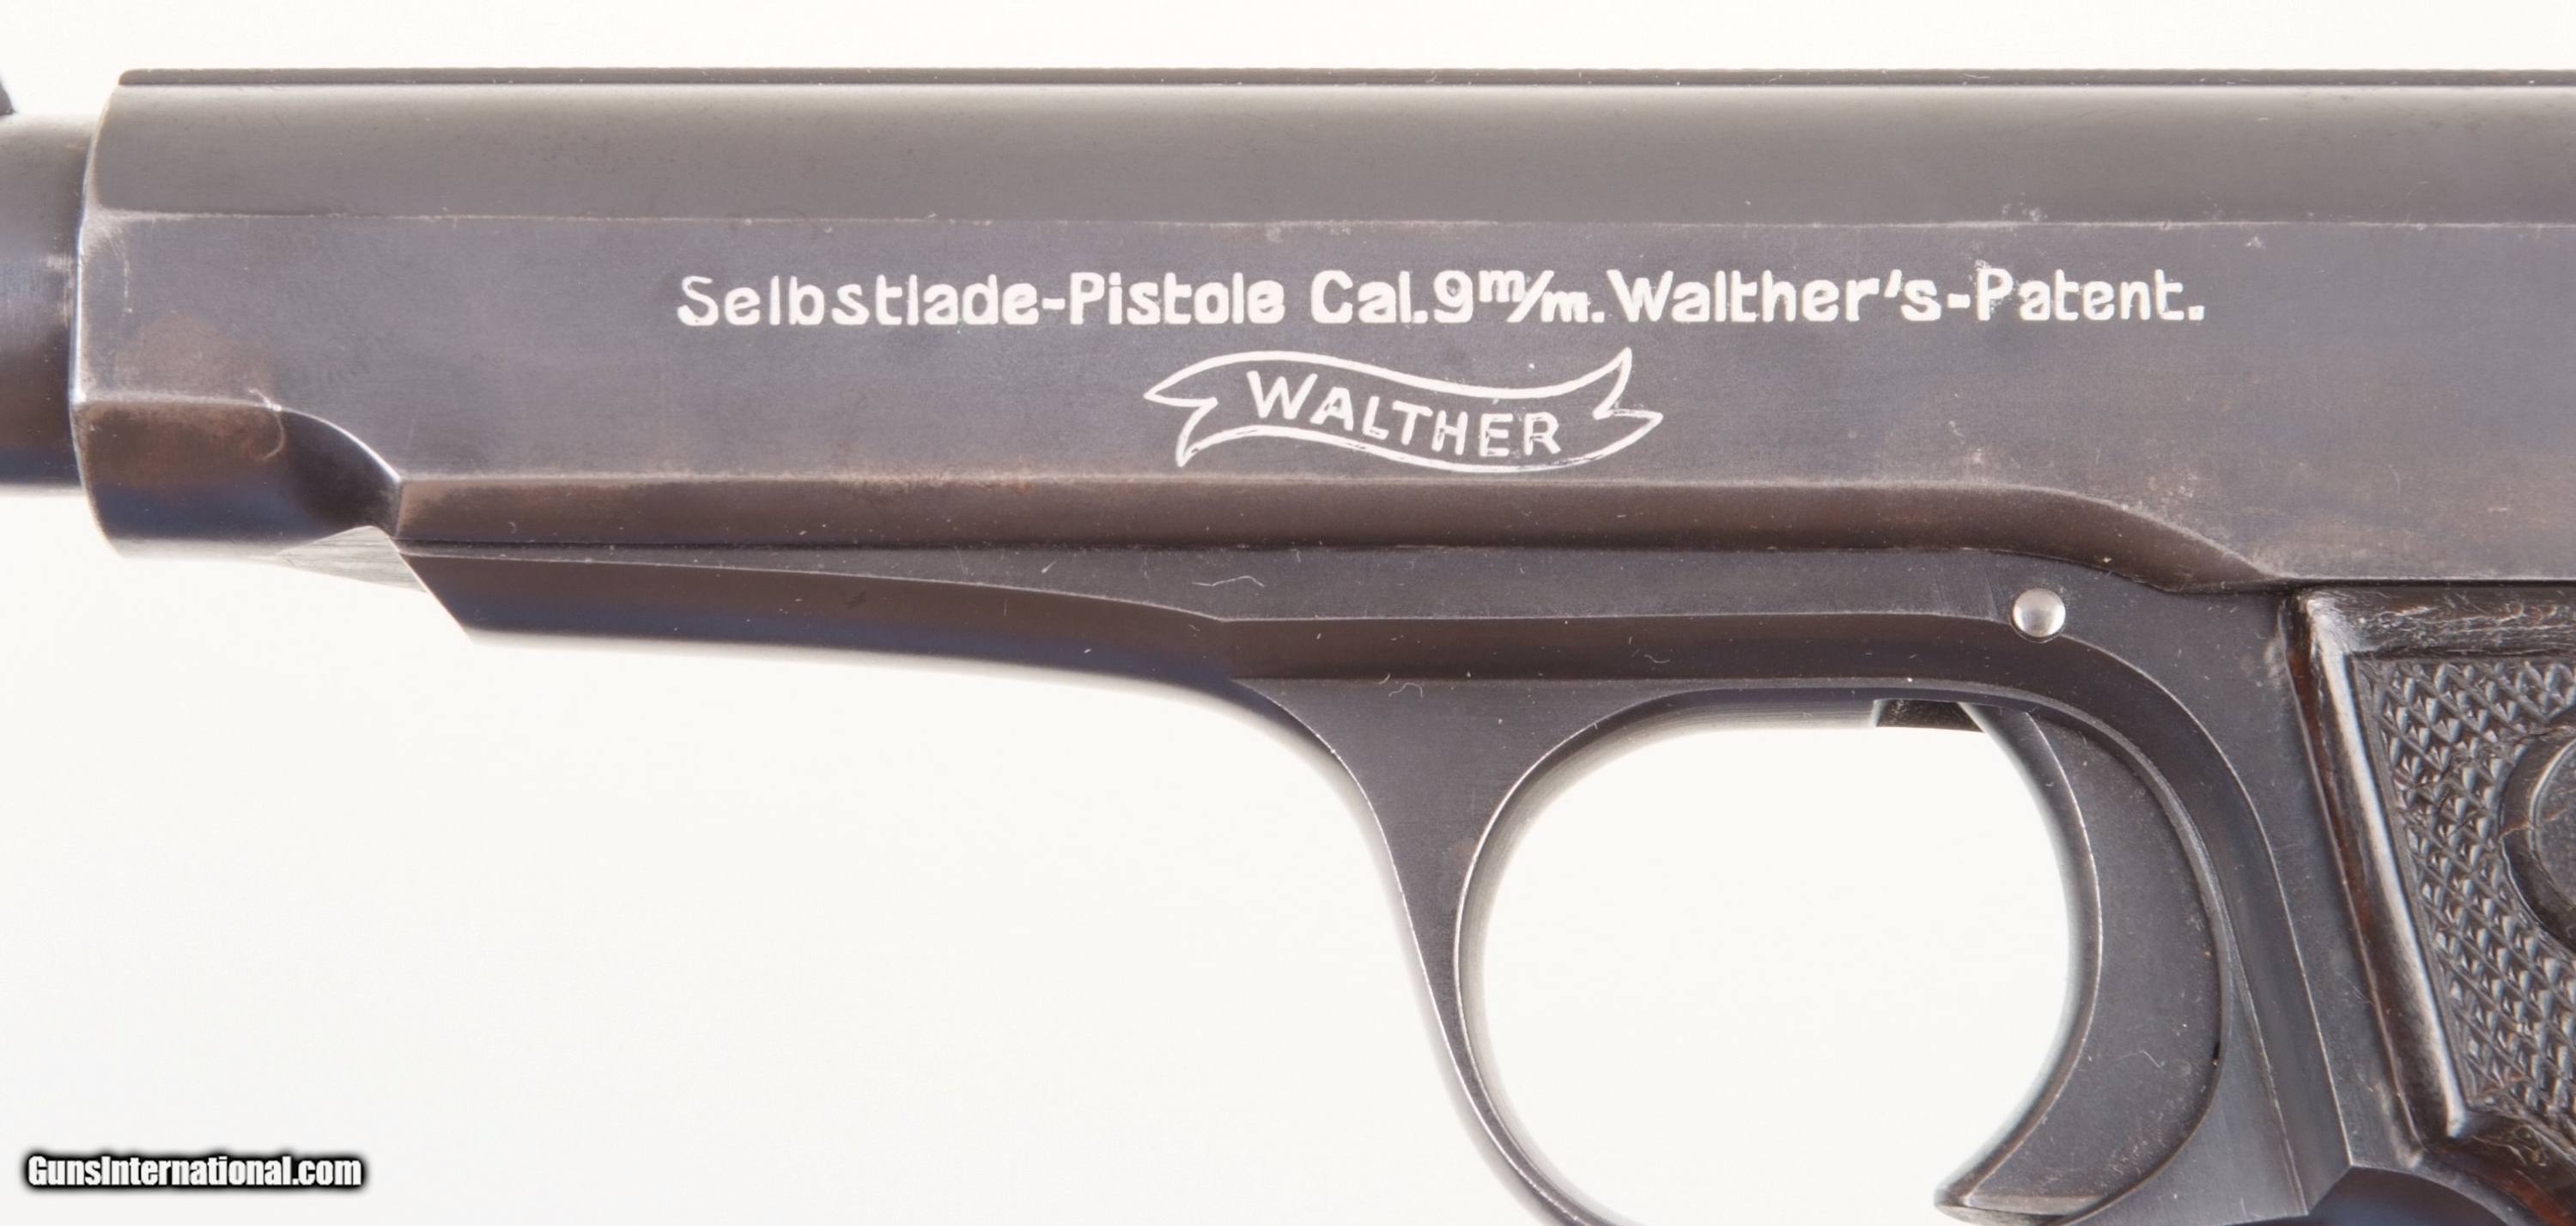 Selbstlade-Pistole Cal.9m/m. Walther's-Patent.
WALTHER
GunsInternational.com